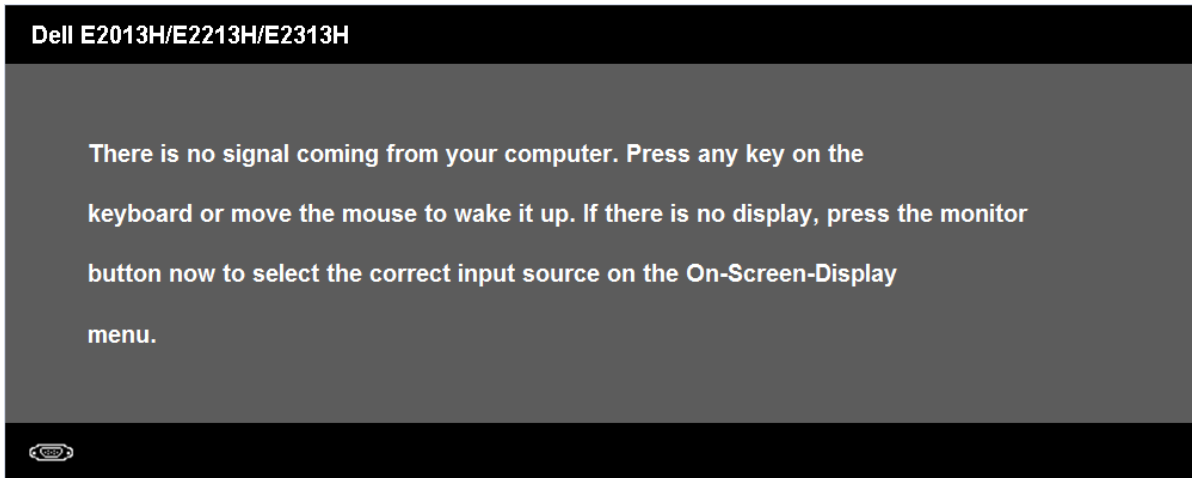 Dell E2013H/E2213H/E2313H
There is no signal coming from your computer. Press any key on the
keyboard or move the mouse to wake it up. If there is no display, press the monitor
button now to select the correct input source on the On-Screen-Display
menu.